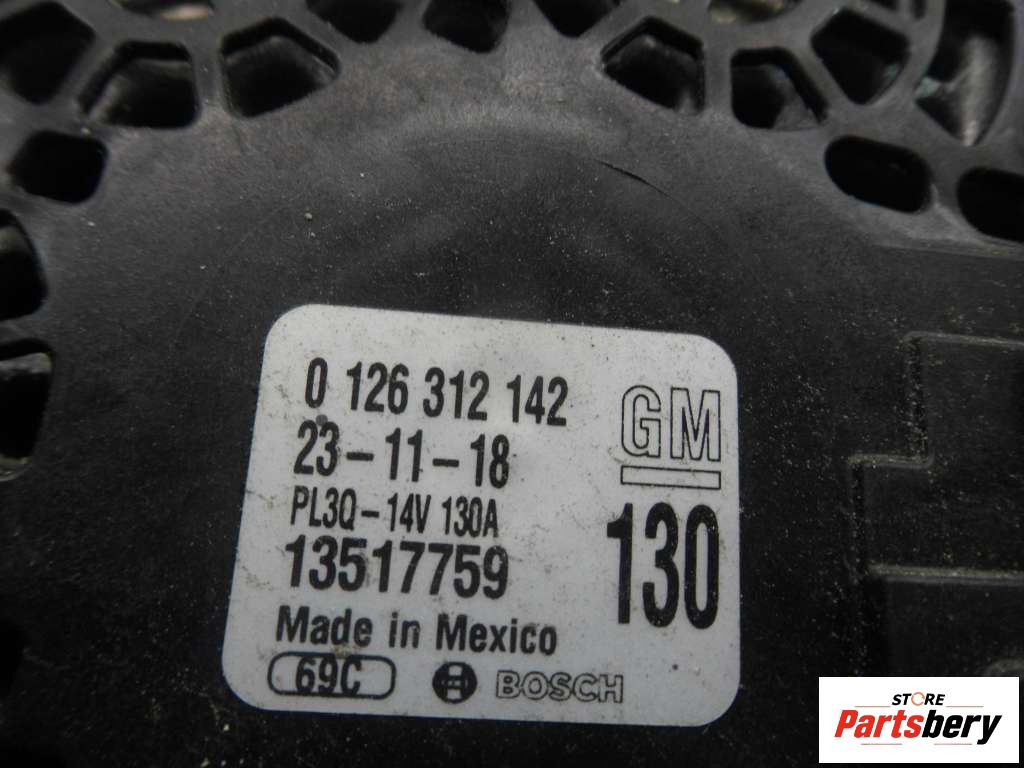 0 126 312 142
23-11-18
PL3Q-14V 130A
13517759
Made in Mexico
69C
BOSCH
GM
130
STORE
Partsbery